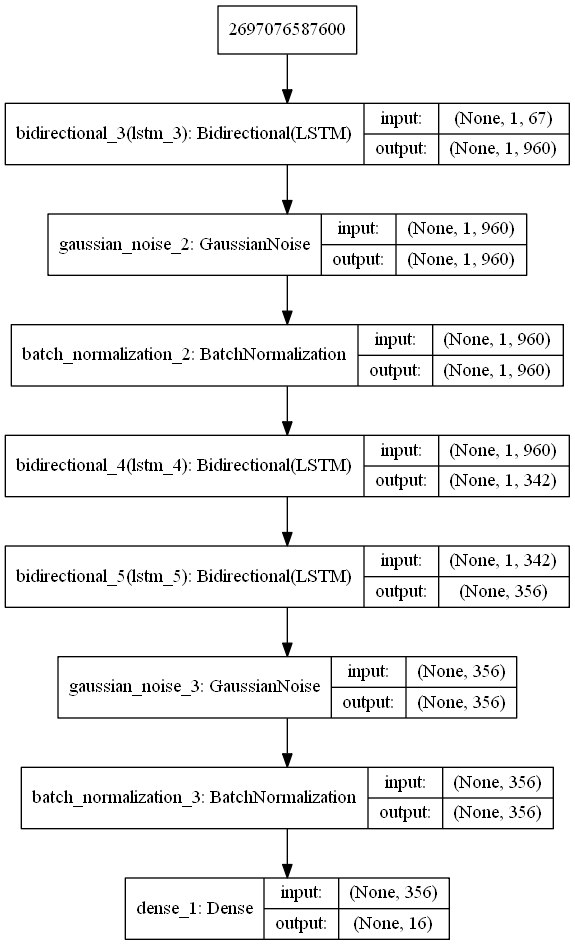 2697076587600
bidirectional_3(lstm_3): Bidirectional(LSTM)
input: (None, 1, 67)
output: (None, 1, 960)
gaussian_noise_2: GaussianNoise
input: (None, 1, 960)
output: (None, 1, 960)
batch_normalization_2: BatchNormalization
input: (None, 1, 960)
output: (None, 1, 960)
bidirectional_4(lstm_4): Bidirectional(LSTM)
input: (None, 1, 960)
output: (None, 1, 342)
bidirectional_5(lstm_5): Bidirectional(LSTM)
input: (None, 1, 342)
output: (None, 356)
gaussian_noise_3: GaussianNoise
input: (None, 356)
output: (None, 356)
batch_normalization_3: BatchNormalization
input: (None, 356)
output: (None, 356)
dense_1: Dense
input: (None, 356)
output: (None, 16)